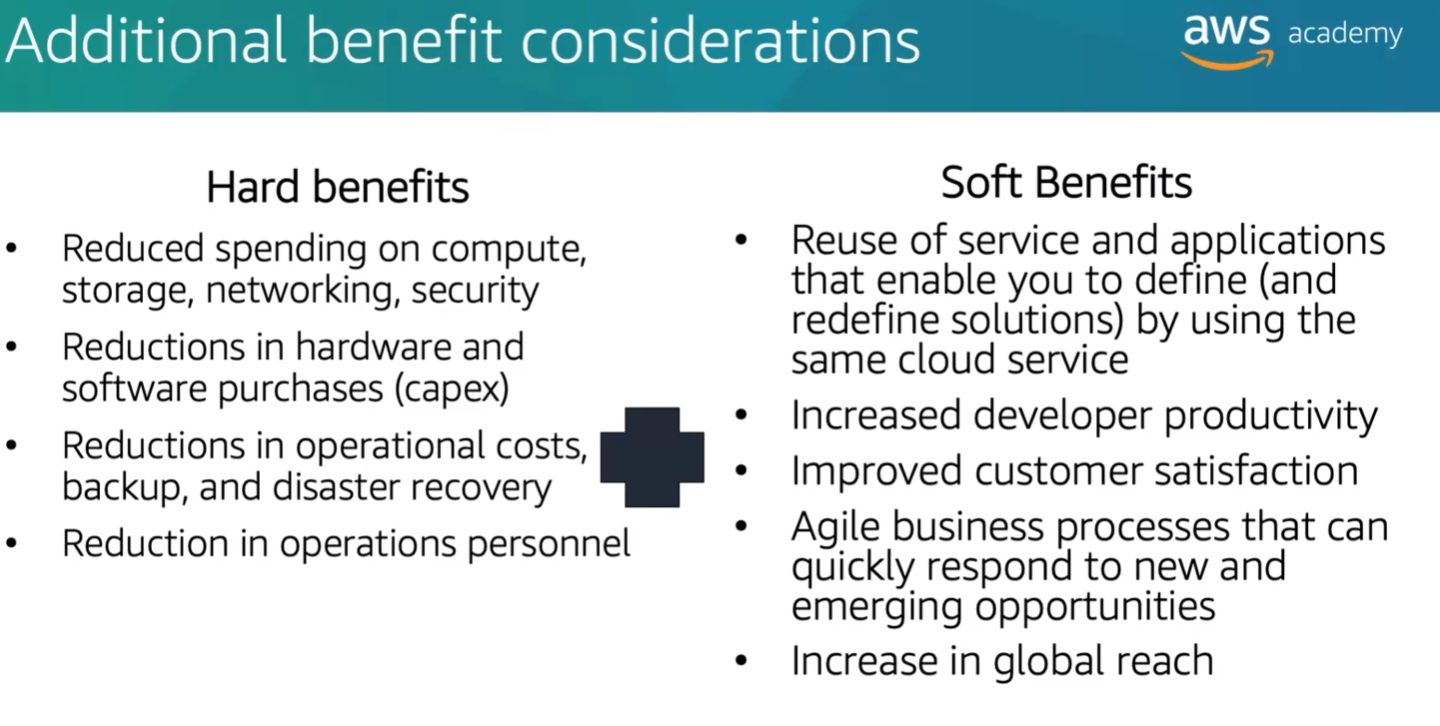 Additional benefit considerations
aws academy
Hard benefits
• Reduced spending on compute,
storage, networking, security
• Reductions in hardware and
software purchases (capex)
• Reductions in operational costs,
backup, and disaster recovery
• Reduction in operations personnel
Soft Benefits
• Reuse of service and applications
that enable you to define (and
redefine solutions) by using the
same cloud service
• Increased developer productivity
• Improved customer satisfaction
• Agile business processes that can
quickly respond to new and
emerging opportunities
• Increase in global reach